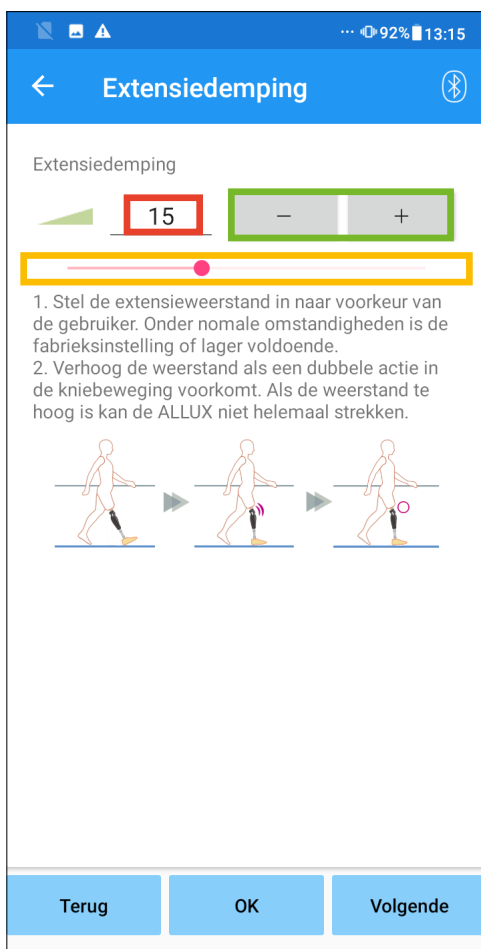 92% 13:15
Extensiedemping
Extensiedemping
15 − +
1. Stel de extensieweerstand in naar voorkeur van
de gebruiker. Onder nomale omstandigheden is de
fabrieksinstelling of lager voldoende.
2. Verhoog de weerstand als een dubbele actie in
de kniebeweging voorkomt. Als de weerstand te
hoog is kan de ALLUX niet helemaal strekken.
Terug OK Volgende